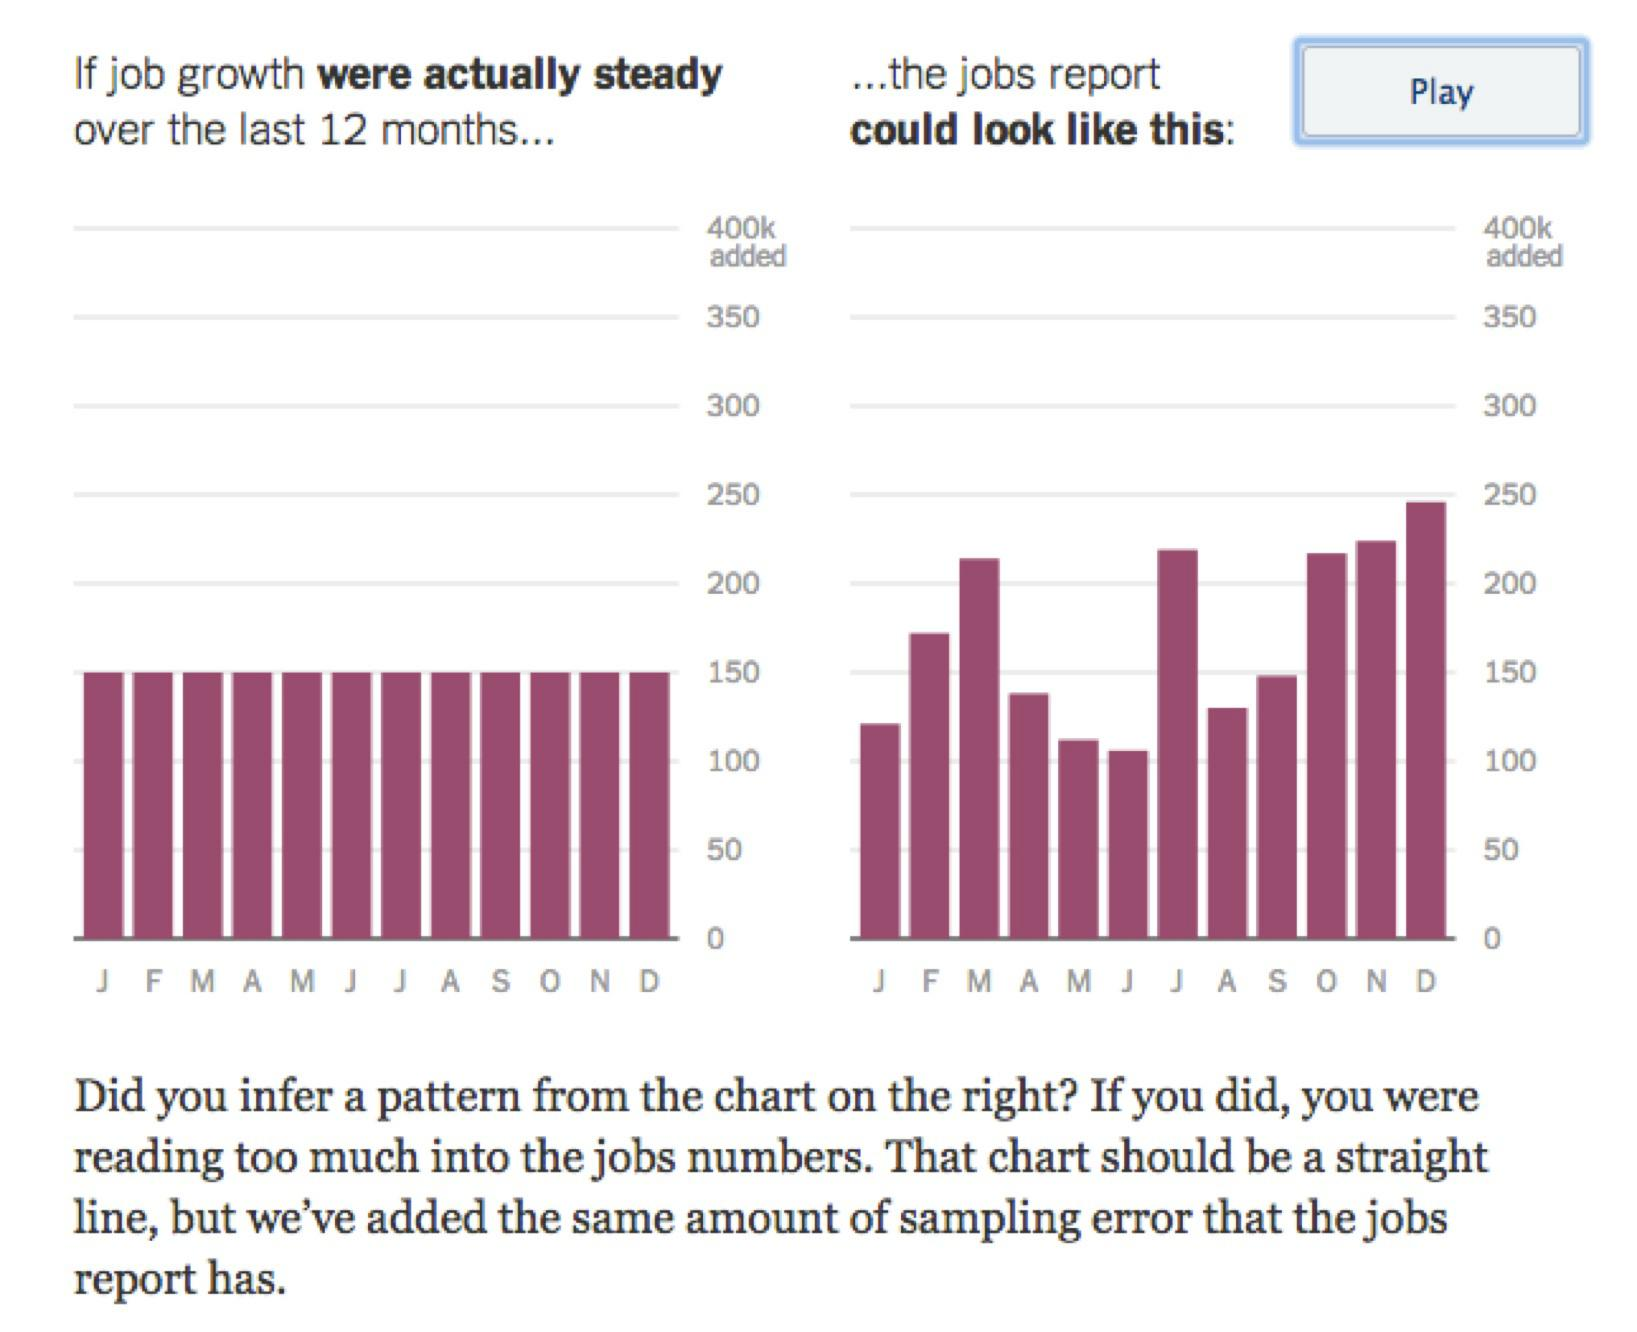 If job growth were actually steady
over the last 12 months...
...the jobs report
could look like this:
Play
400k
added
350
300
250
200
150
100
50
0
J F M A M J J A S O N D
400k
added
350
300
250
200
150
100
50
0
J F M A M J J A S O N D
Did you infer a pattern from the chart on the right? If you did, you were
reading too much into the jobs numbers. That chart should be a straight
line, but we’ve added the same amount of sampling error that the jobs
report has.